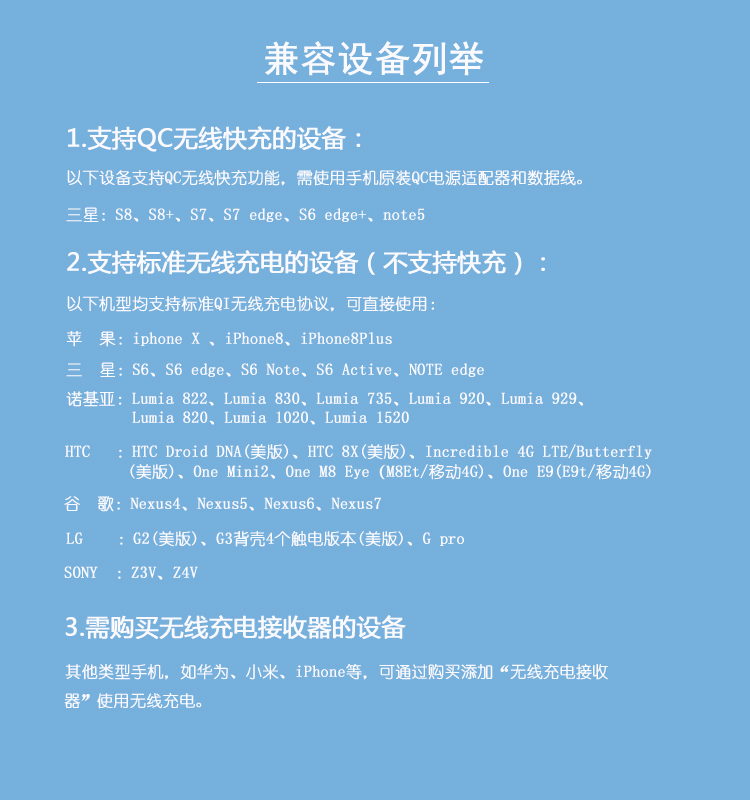 兼容设备列举
1.支持QC无线快充的设备：
以下设备支持QC无线快充功能，需使用手机原装QC电源适配器和数据线。
三星：S8、S8+、S7、S7 edge、S6 edge+、note5
2.支持标准无线充电的设备（不支持快充）：
以下机型均支持标准QI无线充电协议，可直接使用：
苹　果：iphone X 、iPhone8、iPhone8Plus
三　星：S6、S6 edge、S6 Note、S6 Active、NOTE edge
诺基亚：Lumia 822、Lumia 830、Lumia 735、Lumia 920、Lumia 929、
Lumia 820、Lumia 1020、Lumia 1520
HTC　：HTC Droid DNA(美版)、HTC 8X(美版)、Incredible 4G LTE/Butterfly
(美版)、One Mini2、One M8 Eye (M8Et/移动4G)、One E9(E9t/移动4G)
谷　歌：Nexus4、Nexus5、Nexus6、Nexus7
LG　：G2(美版)、G3背壳4个触电版本(美版)、G pro
SONY　：Z3V、Z4V
3.需购买无线充电接收器的设备
其他类型手机，如华为、小米、iPhone等，可通过购买添加“无线充电接收
器”使用无线充电。